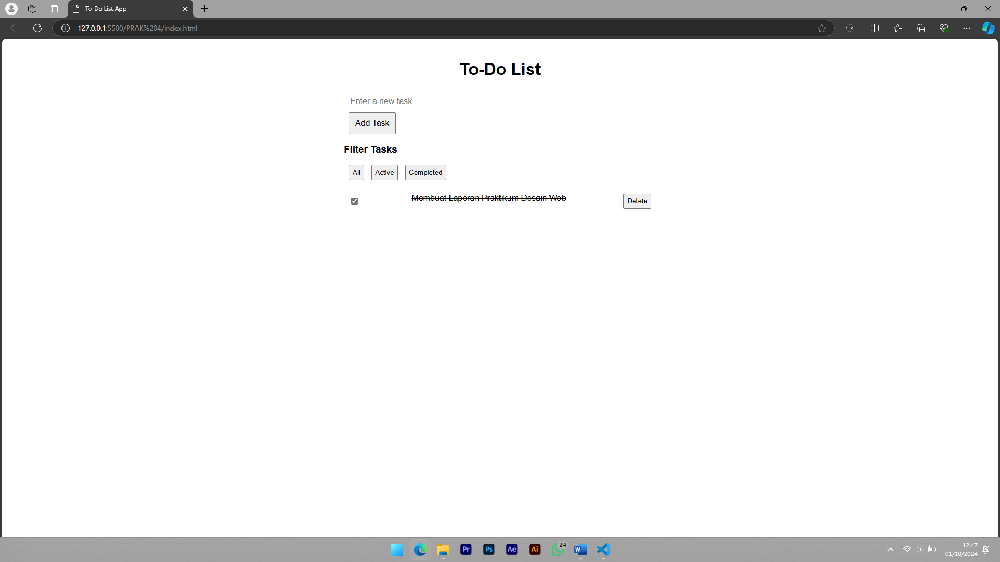 To-Do List App
127.0.0.1:5500/PRAK%204/index.html
To-Do List
Enter a new task
Add Task
Filter Tasks
All Active Completed
Membuat Laporan Praktikum Desain Web Delete
Pr Ps Ae Ai 24 W
12:47
01/10/2024